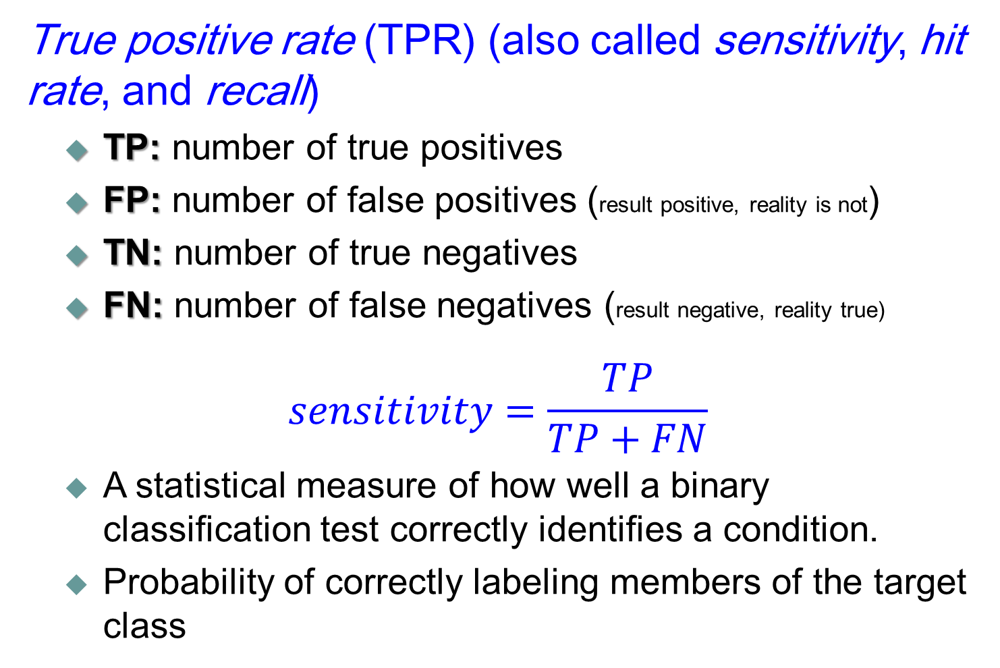 True positive rate (TPR) (also called sensitivity, hit
rate, and recall)
◆ TP: number of true positives
◆ FP: number of false positives (result positive, reality is not)
◆ TN: number of true negatives
◆ FN: number of false negatives (result negative, reality true)
sensitivity = TP / (TP + FN)
◆ A statistical measure of how well a binary
classification test correctly identifies a condition.
◆ Probability of correctly labeling members of the target
class